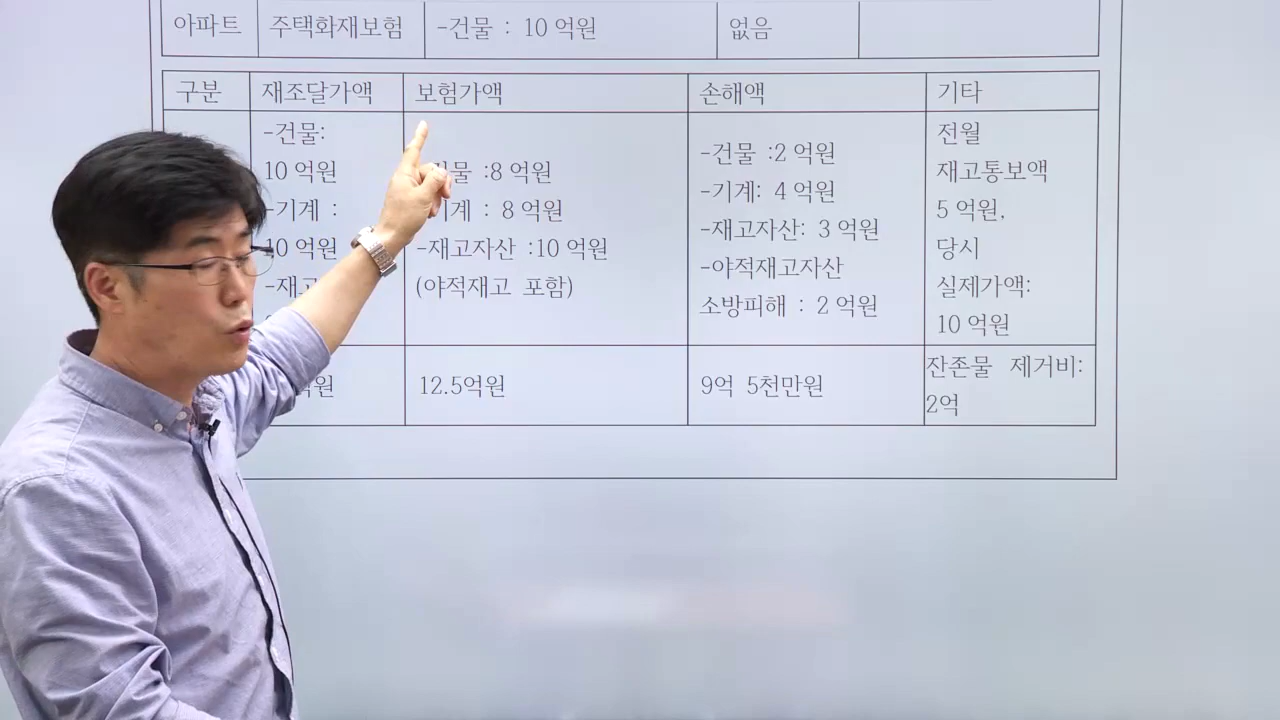 아파트 주택화재보험 -건물 : 10 억원 없음
구분 재조달가액 보험가액 손해액 기타
-건물:
10 억원
-기계 :
10 억원
-재고
억원
:8 억원
: 8 억원
-재고자산 :10 억원
(야적재고 포함)
-건물 :2 억원
-기계: 4 억원
-재고자산: 3 억원
-야적재고자산
소방피해 : 2 억원
전월
재고통보액
5 억원,
당시
실제가액:
10 억원
12.5억원
9억 5천만원
잔존물 제거비:
2억